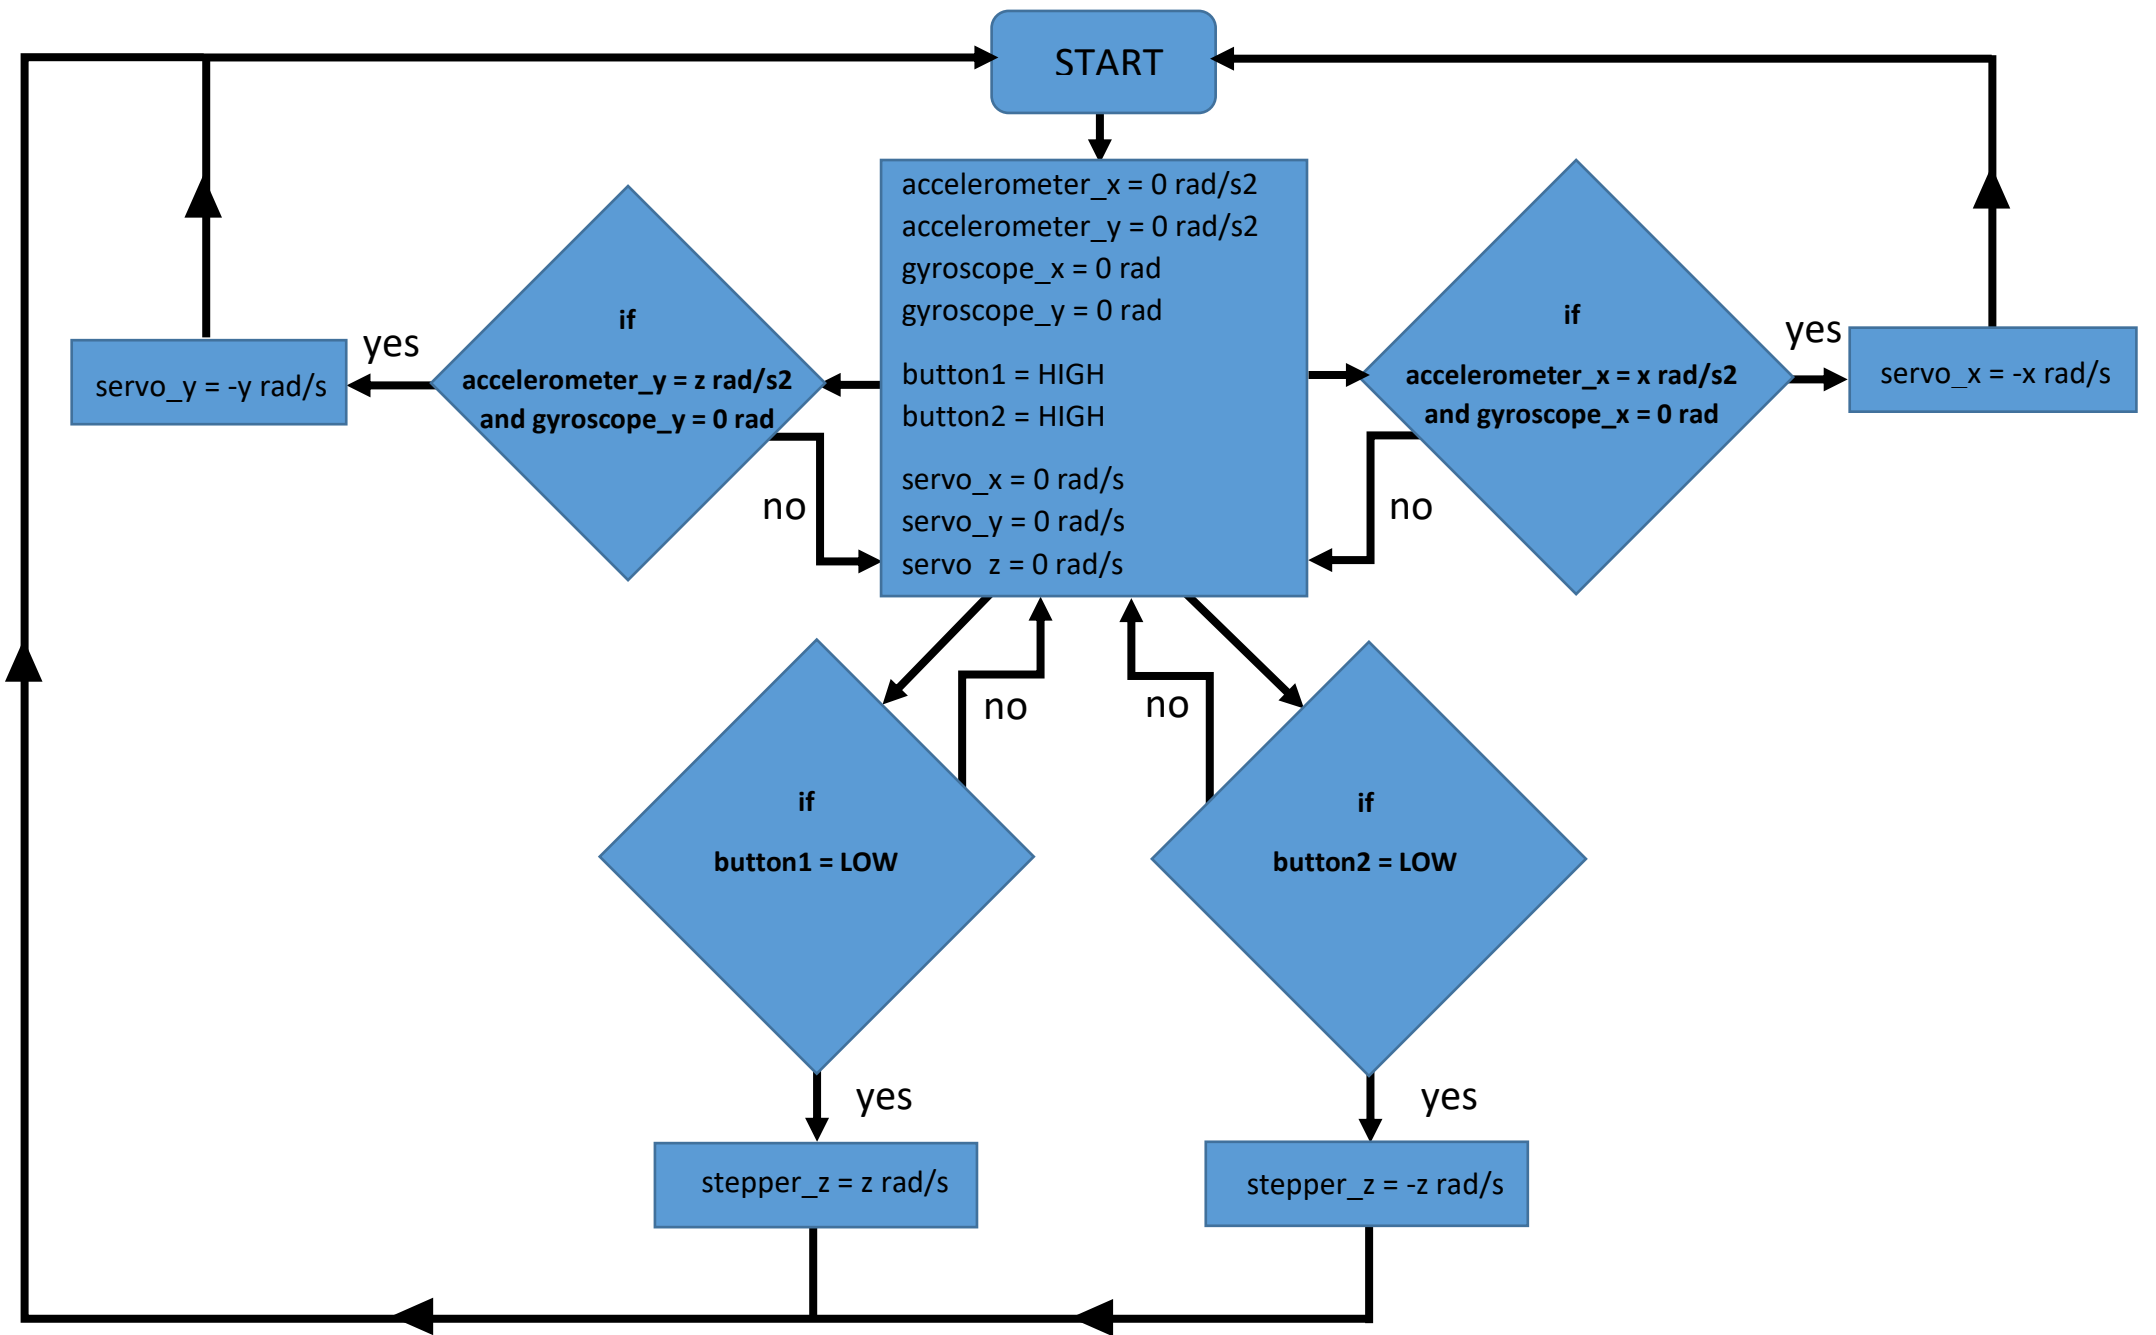 START
accelerometer_x = 0 rad/s2
accelerometer_y = 0 rad/s2
gyroscope_x = 0 rad
gyroscope_y = 0 rad
button1 = HIGH
button2 = HIGH
servo_x = 0 rad/s
servo_y = 0 rad/s
servo z = 0 rad/s
if
accelerometer_y = z rad/s2
and gyroscope_y = 0 rad
yes
servo_y = -y rad/s
no
if
accelerometer_x = x rad/s2
and gyroscope_x = 0 rad
yes
servo_x = -x rad/s
no
no
no
if
button1 = LOW
if
button2 = LOW
yes
yes
stepper_z = z rad/s
stepper_z = -z rad/s